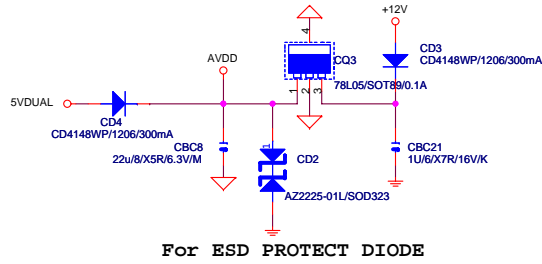 +12V
4
CD3
CD4148WP/1206/300mA
AVDD
CQ3
78L05/SOT89/0.1A
5VDUAL
1
2
3
CD4
CD4148WP/1206/300mA
CBC8
22u/8/X5R/6.3V/M
1
CD2
CBC21
1U/6/X7R/16V/K
AZ2225-01L/SOD323
For ESD PROTECT DIODE